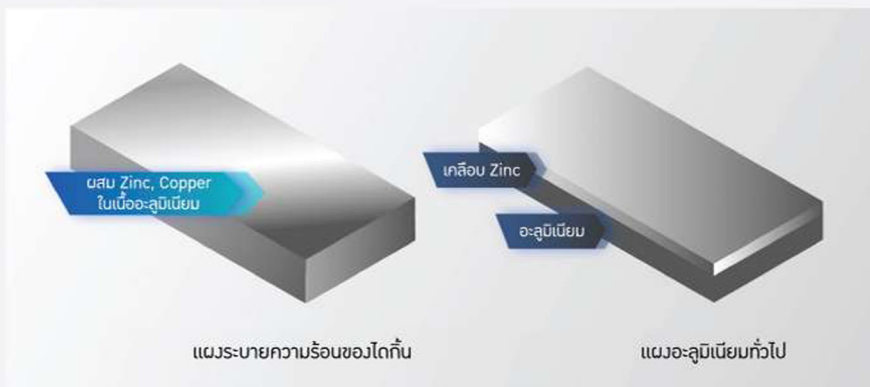 ผสม Zinc, Copper
ในเนื้ออะลูมิเนียม
เคลือบ Zinc
อะลูมิเนียม
แผงระบายความร้อนของไดกิ้น
แผงอะลูมิเนียมทั่วไป